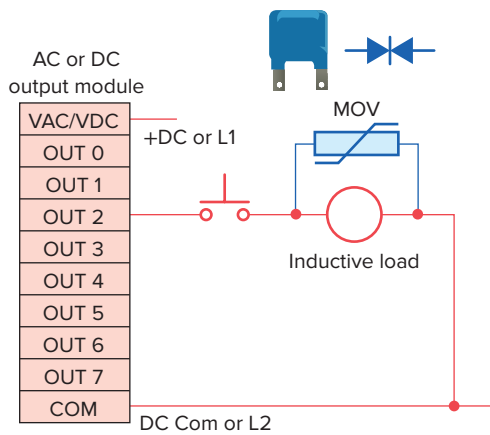 AC or DC
output module
MOV
VAC/VDC
+DC or L1
OUT 0
OUT 1
OUT 2
OUT 3
Inductive load
OUT 4
OUT 5
OUT 6
OUT 7
COM
DC Com or L2